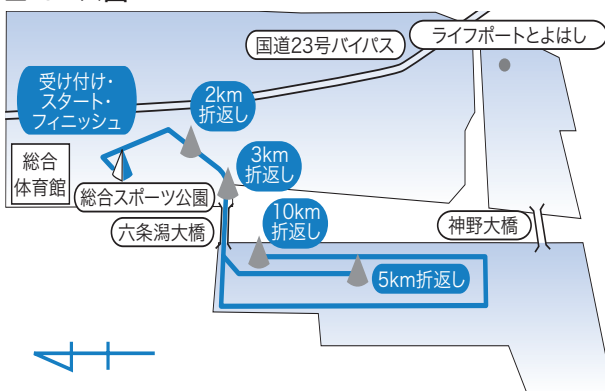 ライフポートとよはし
国道23号バイパス
受け付け・
スタート・
フィニッシュ
2km
折返し
3km
折返し
総合
体育館
総合スポーツ公園
10km
折返し
六条潟大橋
神野大橋
5km折返し